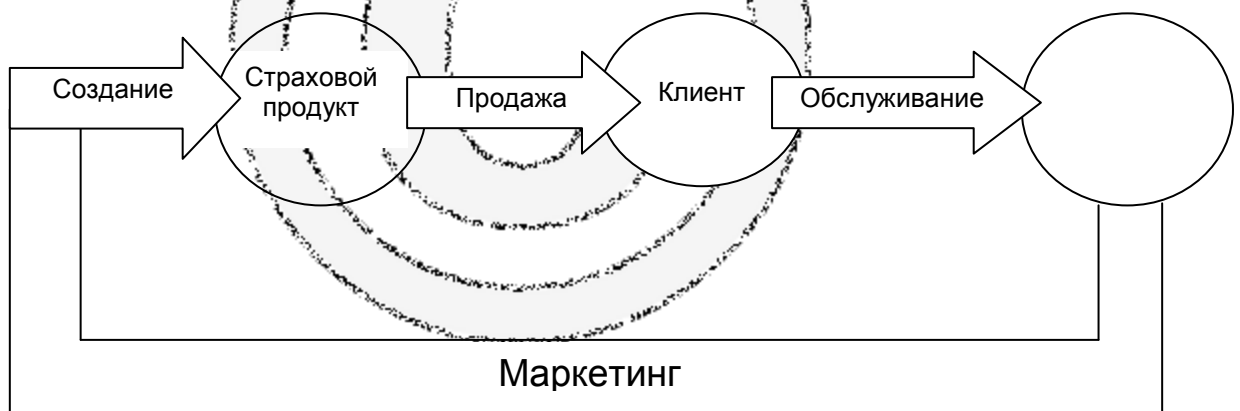 Создание
Страховой
продукт
Продажа
Клиент
Обслуживание
Маркетинг